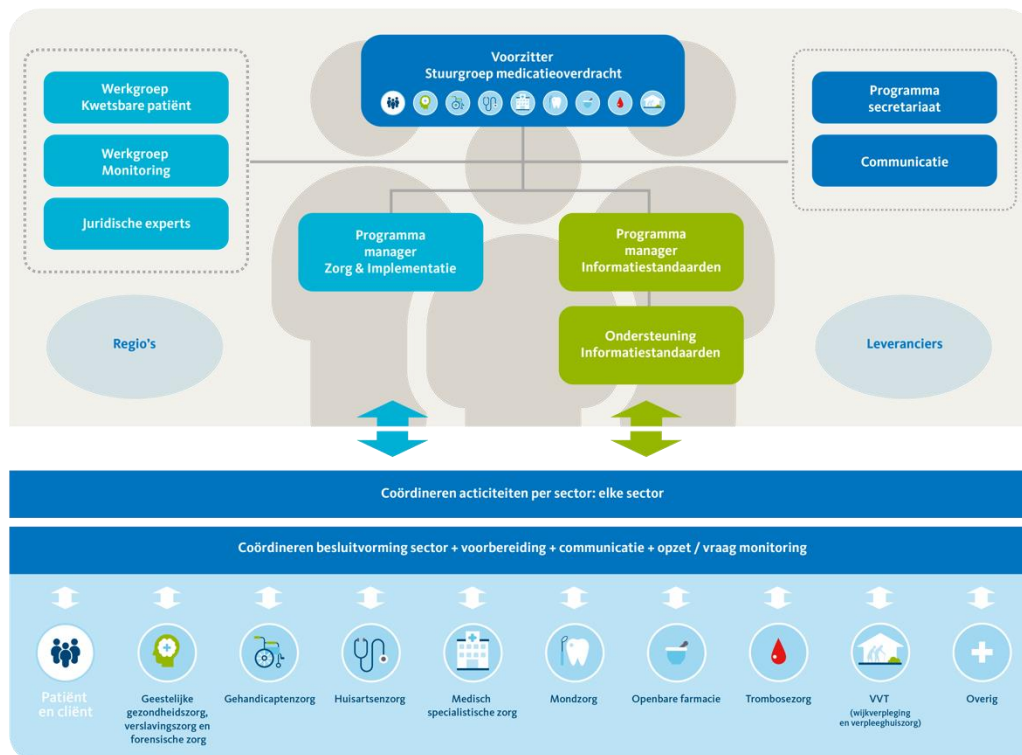 Voorzitter
Stuurgroep medicatieoverdracht
Werkgroep
Kwetsbare patiënt
Werkgroep
Monitoring
Juridische experts
Programma
secretariaat
Communicatie
Programma
manager
Zorg & Implementatie
Programma
manager
Informatiestandaarden
Ondersteuning
Informatiestandaarden
Regio's
Leveranciers
Coördineren acticiteiten per sector: elke sector
Coördineren besluitvorming sector + voorbereiding + communicatie + opzet / vraag monitoring
Patiënt
en cliënt
Geestelijke
gezondheidszorg,
verslavingszorg en
forensische zorg
Gehandicaptenzorg
Huisartsenzorg
Medisch
specialistische zorg
Mondzorg
Openbare farmacie
Trombosezorg
VVT
(wijkverpleging
en verpleeghuiszorg)
Overig